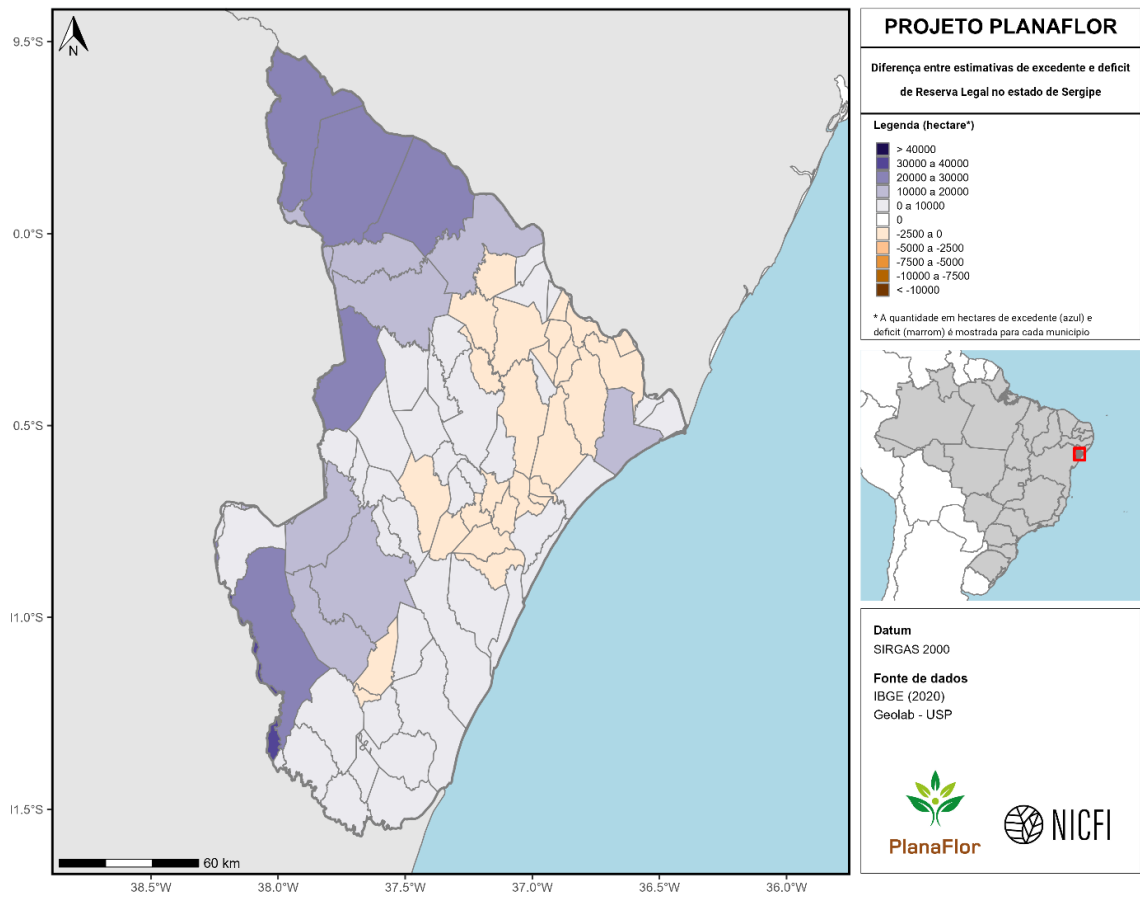 PROJETO PLANAFLOR
Diferença entre estimativas de excedente e deficit
de Reserva Legal no estado de Sergipe
Legenda (hectare*)
> 40000
30000 a 40000
20000 a 30000
10000 a 20000
0 a 10000
0
-2500 a 0
-5000 a -2500
-7500 a -5000
-10000 a -7500
< -10000
* A quantidade em hectares de excedente (azul) e
deficit (marrom) é mostrada para cada municipio
Datum
SIRGAS 2000
Fonte de dados
IBGE (2020)
Geolab - USP
PlanaFlor
NICFI
N
9.5°S
0.0°S
0.5°S
l1.0°S
l1.5°S
60 km
38.5°W
38.0°W
37.5°W
37.0°W
36.5°W
36.0°W